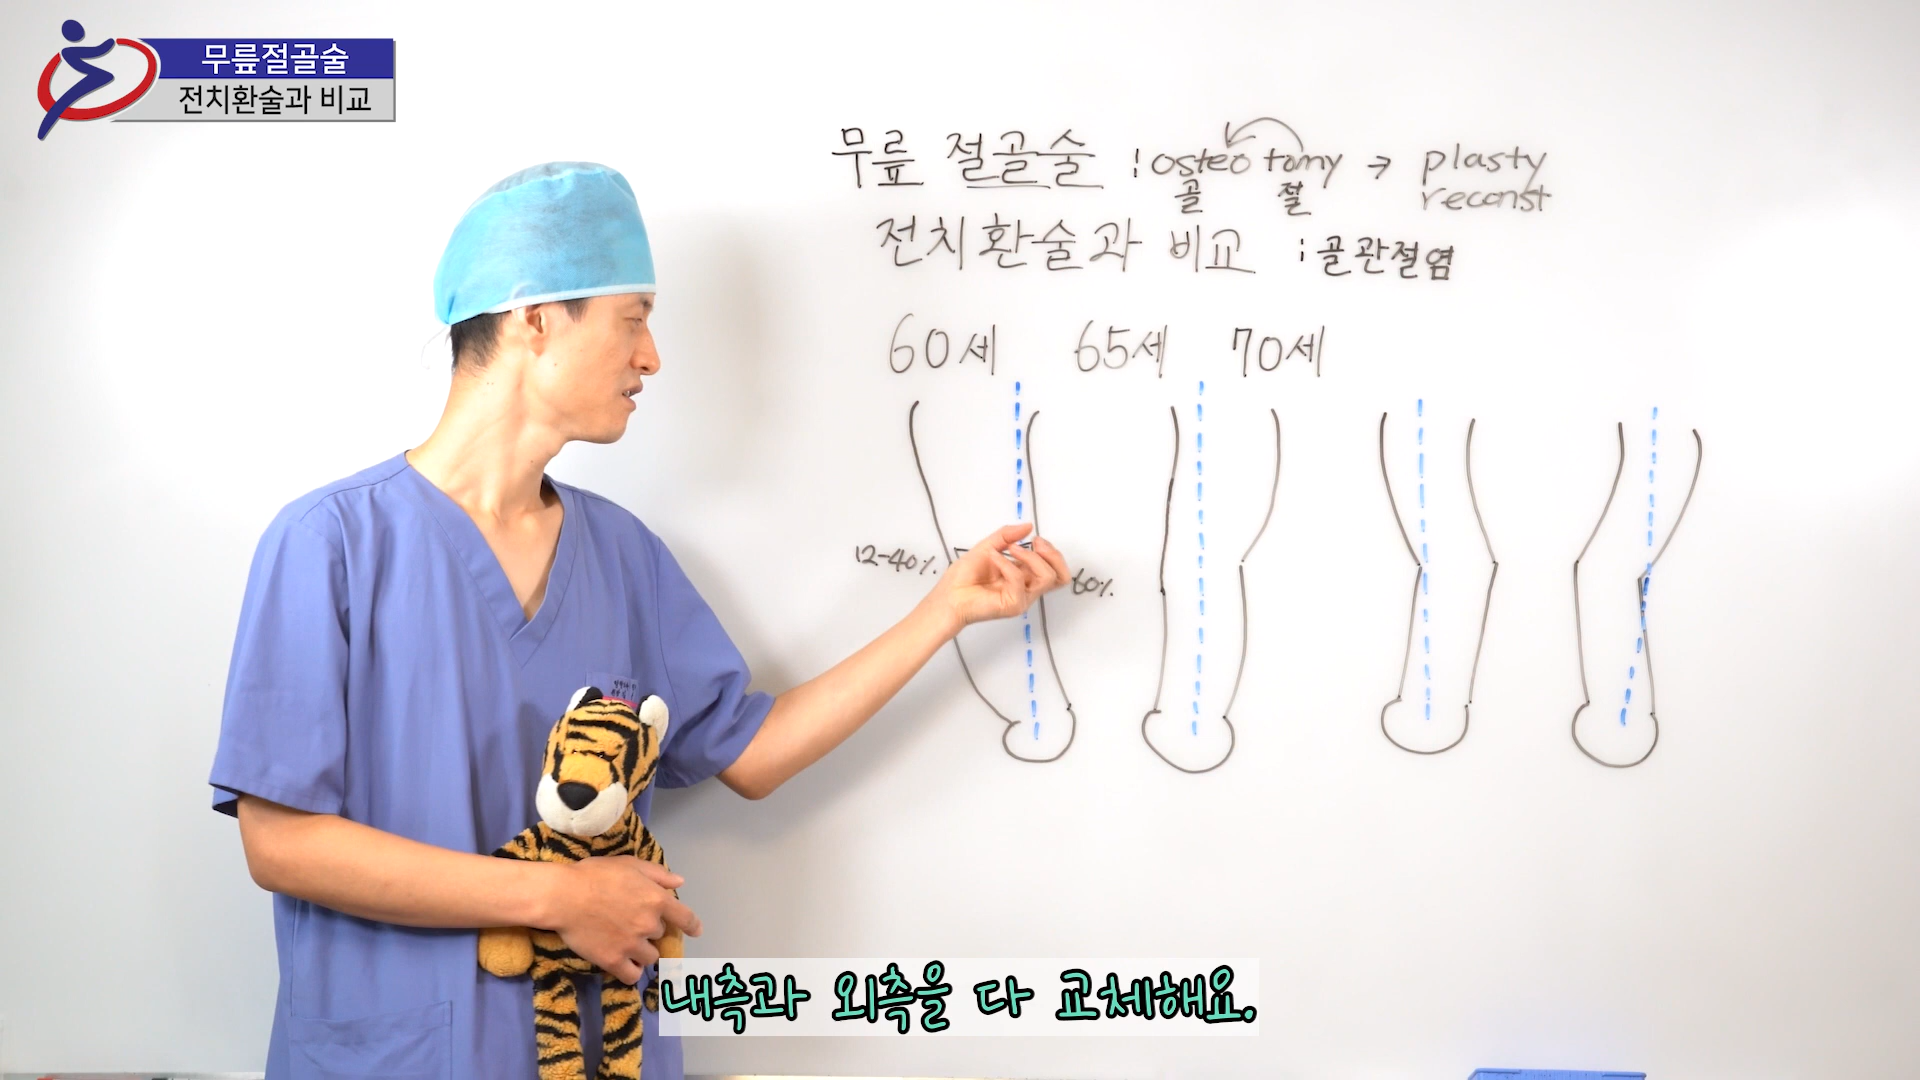 무릎절골술
전치환술과 비교
무릎 절골술 : osteo tomy → plasty
골 절 reconst
전치환술과 비교 : 골관절염
60세 65세 70세
12-40%. 60%.
내측과 외측을 다 교체해요.